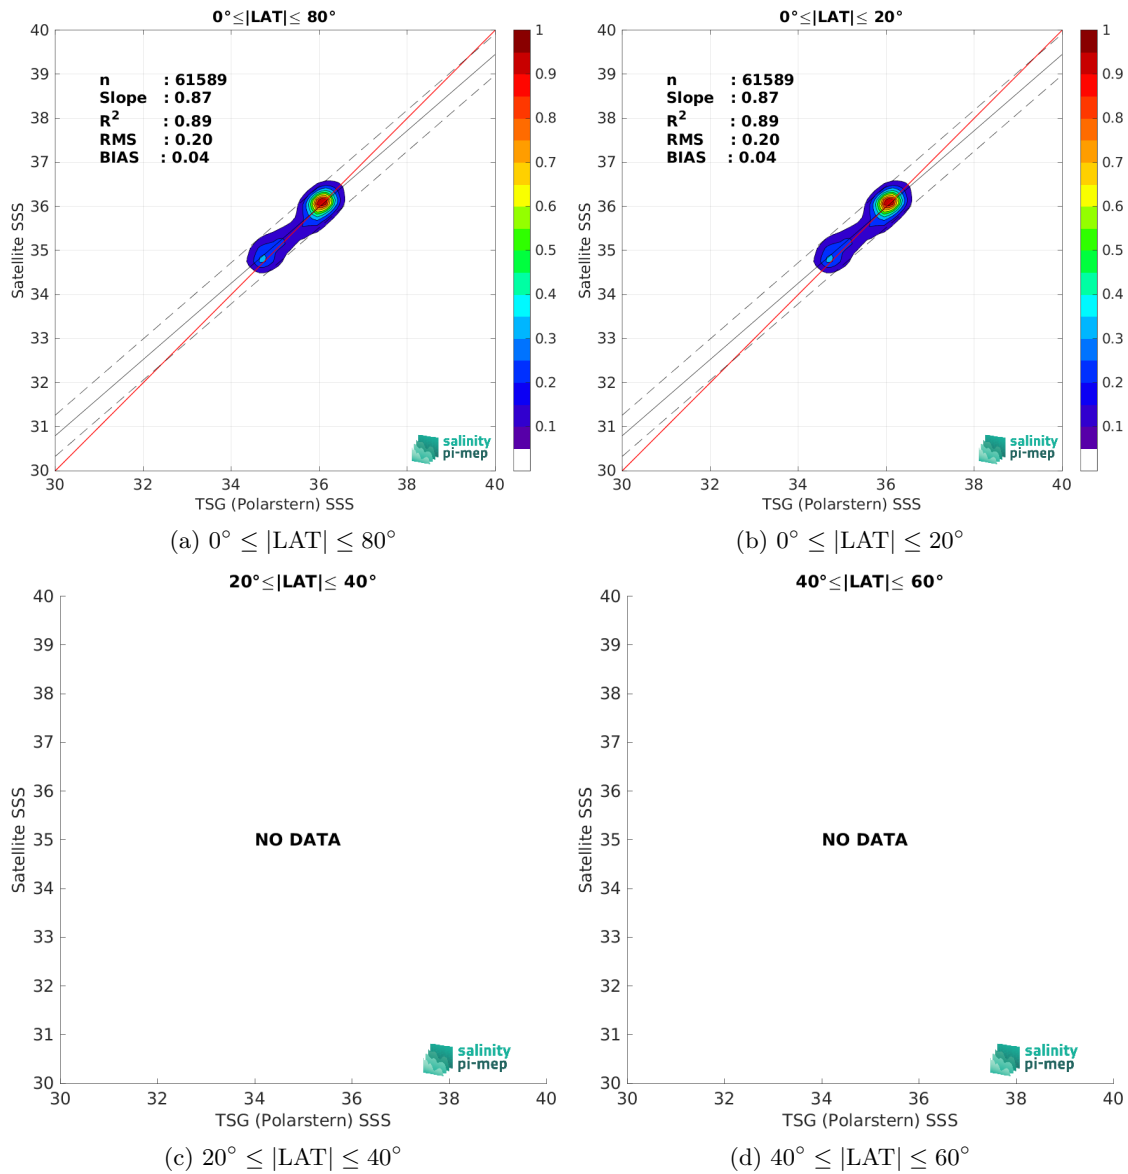 0°≤|LAT|≤ 80°
40
39
38
37
36
35
34
33
32
31
30
Satellite SSS
n : 61589
Slope : 0.87
R2 : 0.89
RMS : 0.20
BIAS : 0.04
salinity
pi-mep
30 32 34 36 38 40
TSG (Polarstern) SSS
1
0.9
0.8
0.7
0.6
0.5
0.4
0.3
0.2
0.1
(a) 0° ≤ |LAT| ≤ 80°
0°≤|LAT|≤ 20°
40
39
38
37
36
35
34
33
32
31
30
Satellite SSS
n : 61589
Slope : 0.87
R2 : 0.89
RMS : 0.20
BIAS : 0.04
salinity
pi-mep
30 32 34 36 38 40
TSG (Polarstern) SSS
1
0.9
0.8
0.7
0.6
0.5
0.4
0.3
0.2
0.1
(b) 0° ≤ |LAT| ≤ 20°
20°≤|LAT|≤ 40°
40
39
38
37
36
35
34
33
32
31
30
Satellite SSS
NO DATA
salinity
pi-mep
30 32 34 36 38 40
TSG (Polarstern) SSS
(c) 20° ≤ |LAT| ≤ 40°
40°≤|LAT|≤ 60°
40
39
38
37
36
35
34
33
32
31
30
Satellite SSS
NO DATA
salinity
pi-mep
30 32 34 36 38 40
TSG (Polarstern) SSS
(d) 40° ≤ |LAT| ≤ 60°